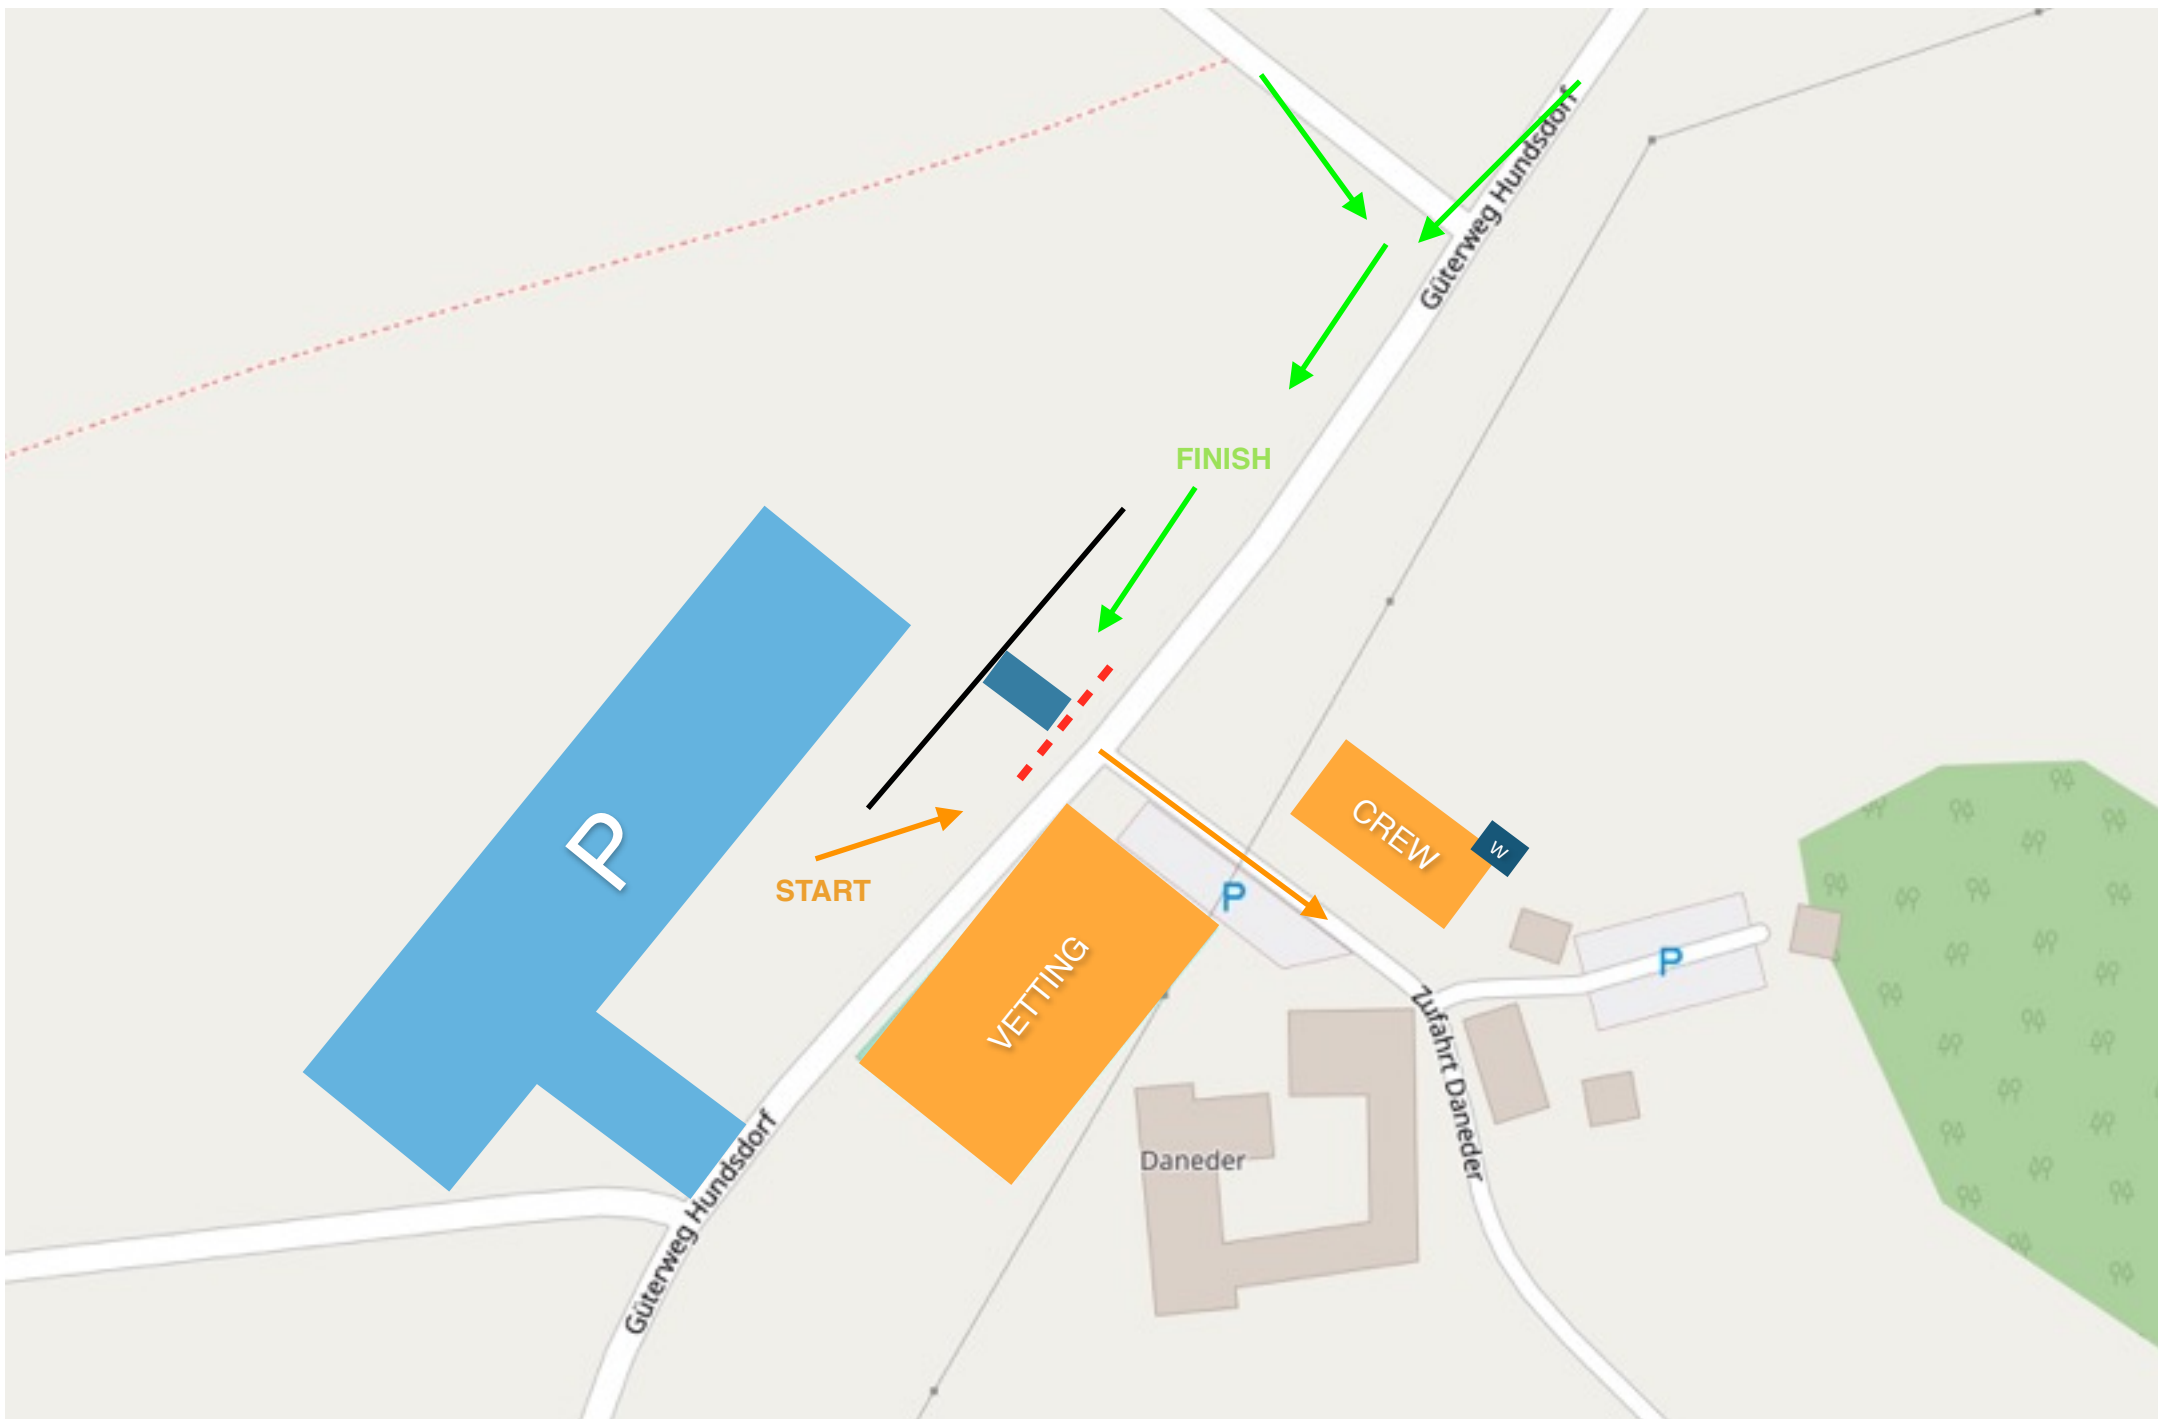 Güterweg Hundsdorf
FINISH
P
START
CREW
W
P
VETTING
P
Zufahrt Daneder
Daneder
Güterweg Hundsdorf